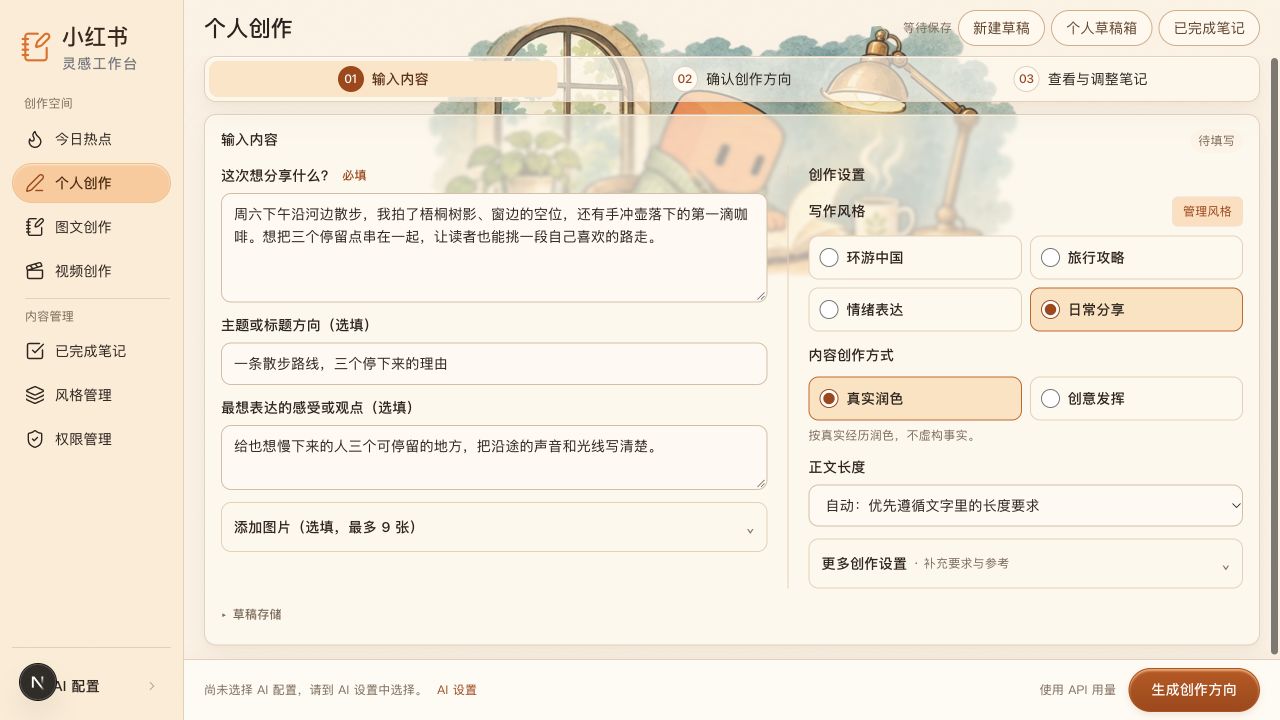 小红书
灵感工作台
创作空间
今日热点
个人创作
图文创作
视频创作
内容管理
已完成笔记
风格管理
权限管理
N
AI 配置
个人创作
等待保存
新建草稿
个人草稿箱
已完成笔记
01 输入内容
02 确认创作方向
03 查看与调整笔记
输入内容
待填写
这次想分享什么? 必填
周六下午沿河边散步，我拍了梧桐树影、窗边的空位，还有手冲壶落下的第一滴咖
啡。想把三个停留点串在一起，让读者也能挑一段自己喜欢的路走。
主题或标题方向（选填）
一条散步路线，三个停下来的理由
最想表达的感受或观点（选填）
给也想慢下来的人三个可停留的地方，把沿途的声音和光线写清楚。
添加图片（选填，最多 9 张）
草稿存储
创作设置
写作风格
管理风格
环游中国
旅行攻略
情绪表达
日常分享
内容创作方式
真实润色
创意发挥
按真实经历润色，不虚构事实。
正文长度
自动：优先遵循文字里的长度要求
更多创作设置 · 补充要求与参考
尚未选择 AI 配置，请到 AI 设置中选择。 AI 设置
使用 API 用量
生成创作方向